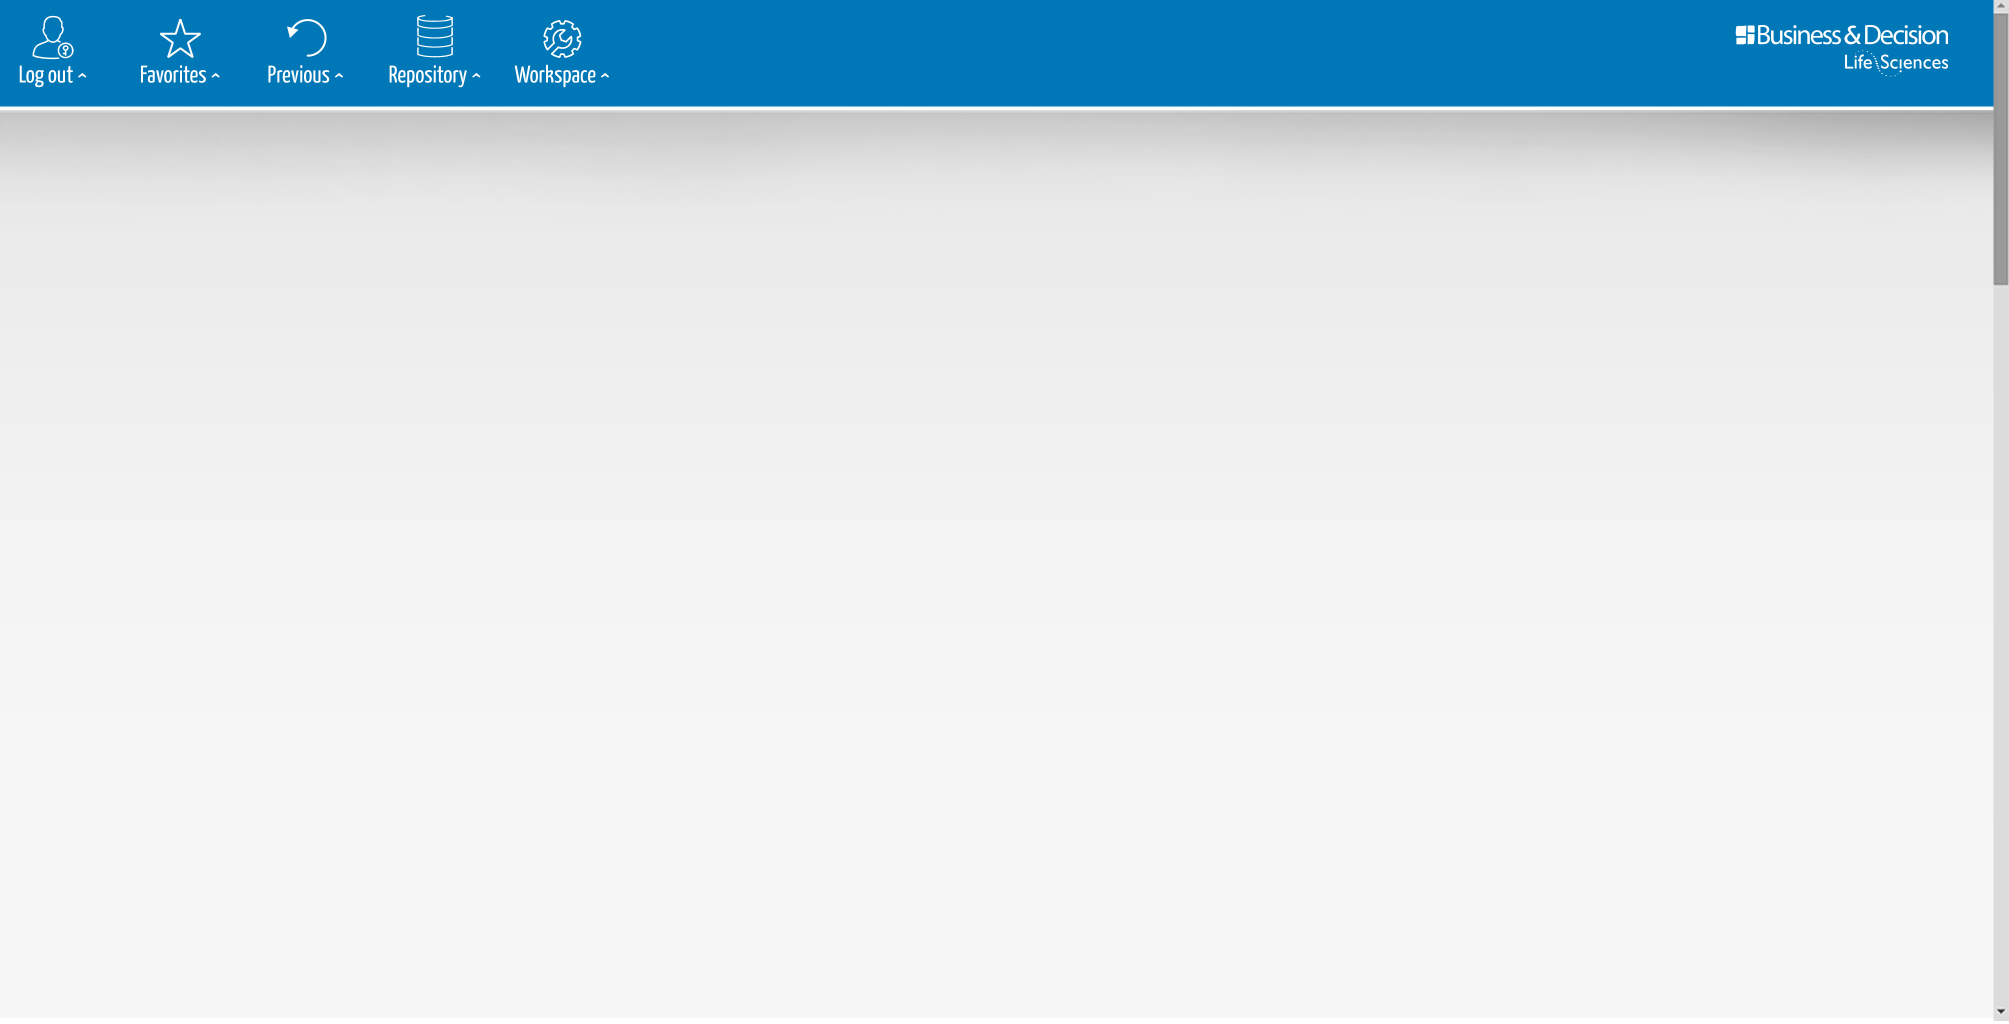 Log out
Favorites
Previous
Repository
Workspace
Business & Decision
Life Sciences